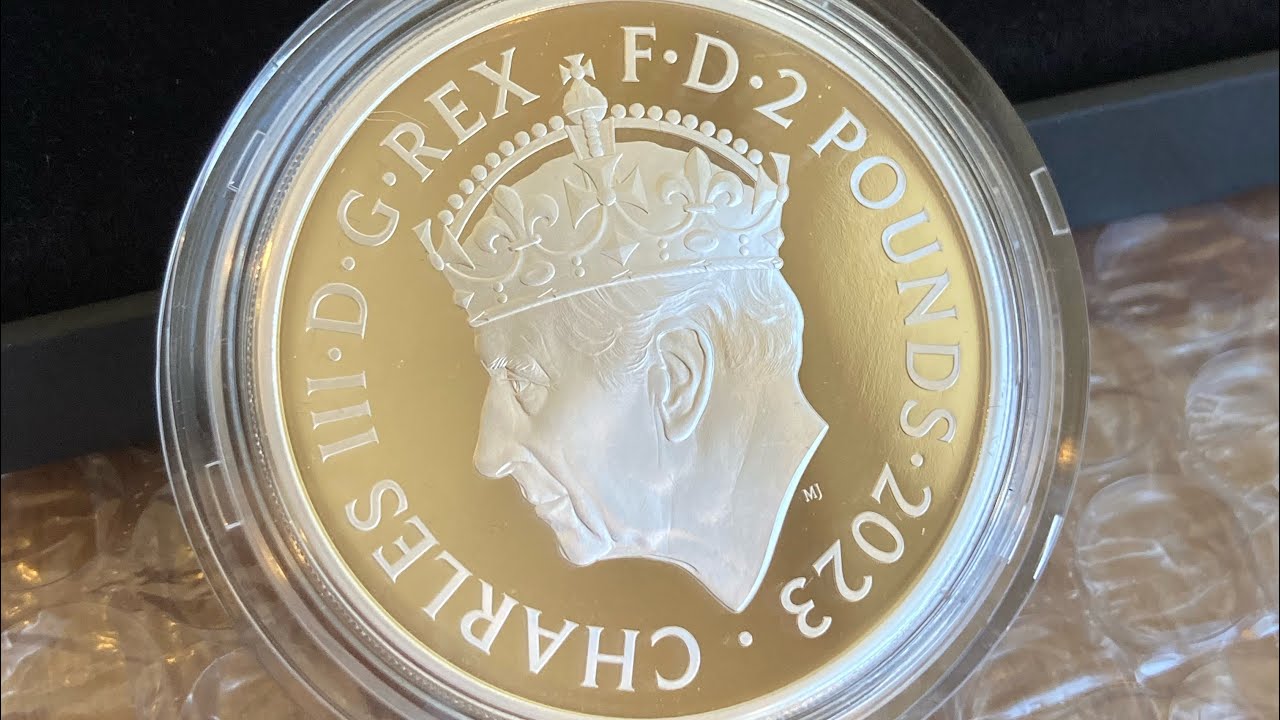 CHARLES III·D·G·REX F·D·2 POUNDS·2023·
MJ